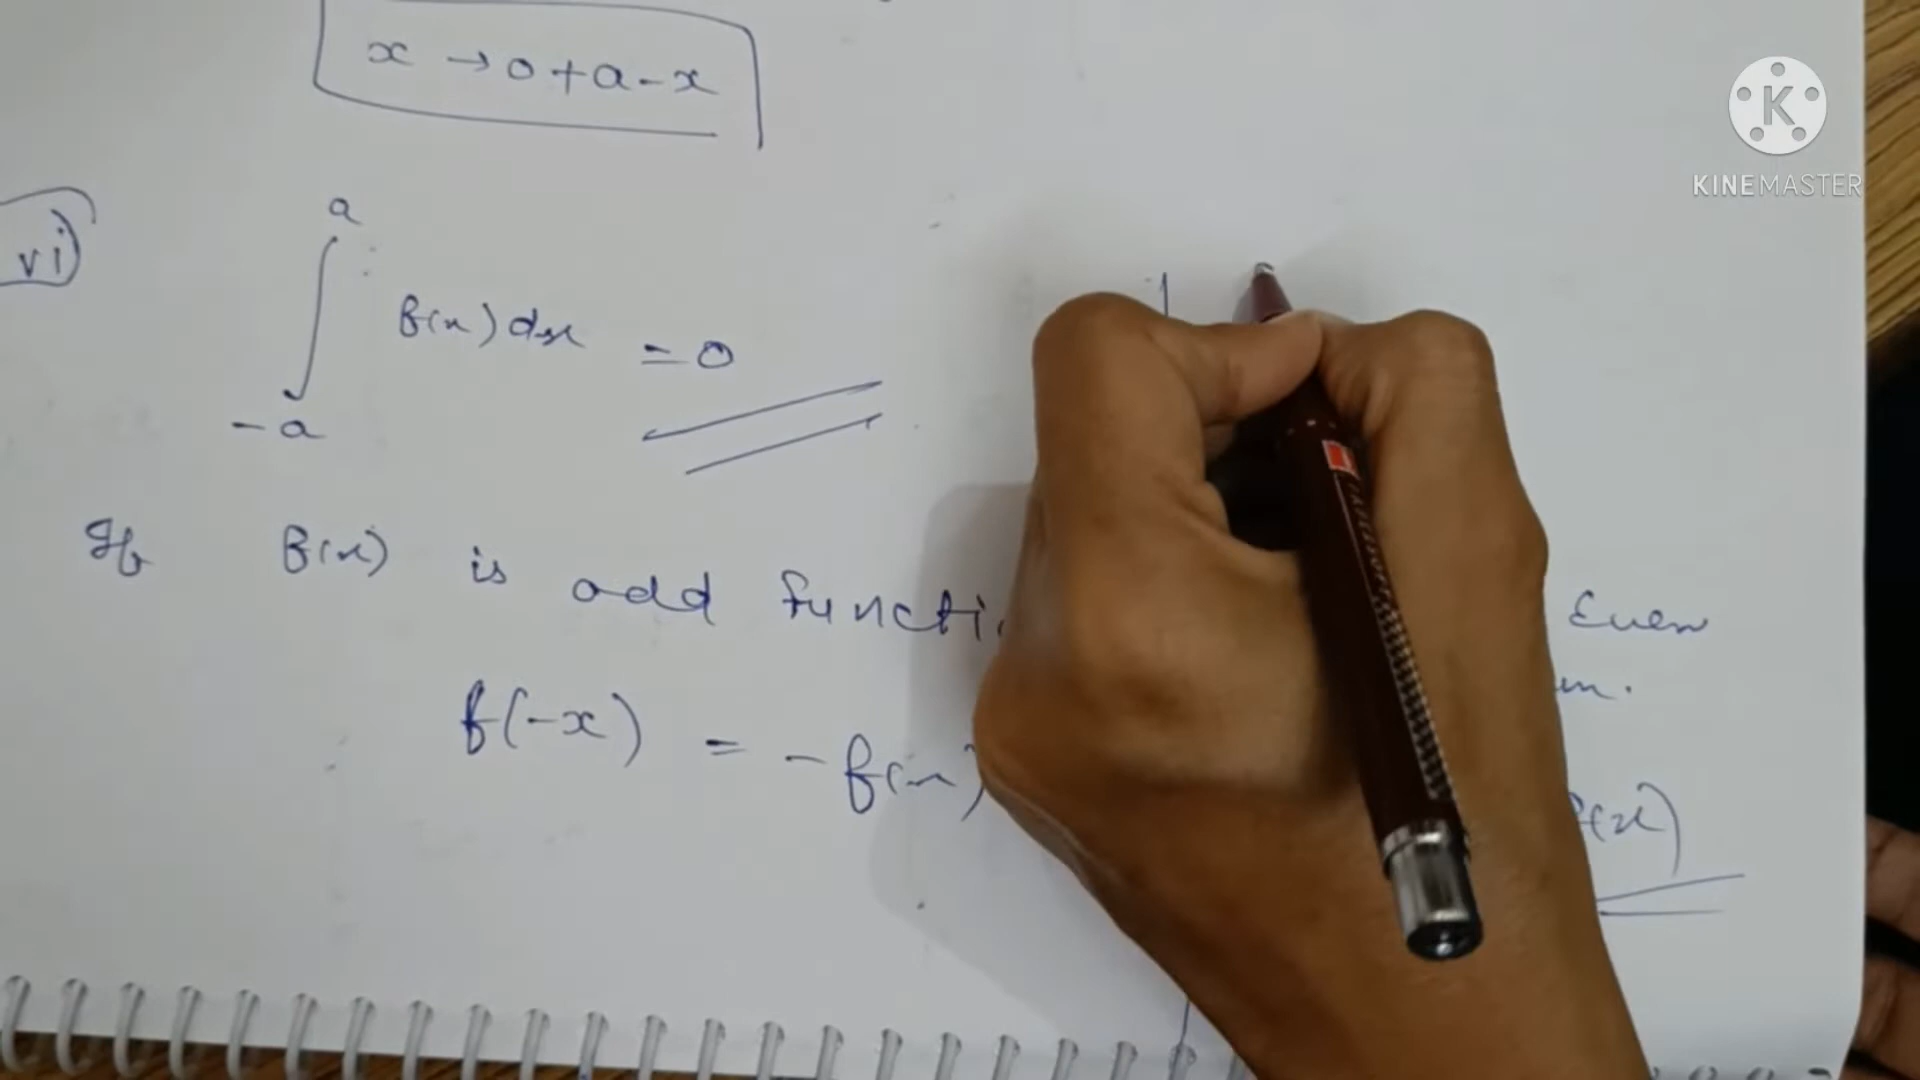 x → 0 + a - x
vi)
a
∫ f(x) dx = 0
-a
If f(x) is odd functi
Even
f(-x) = - f(x)
(x)
K
KINEMASTER